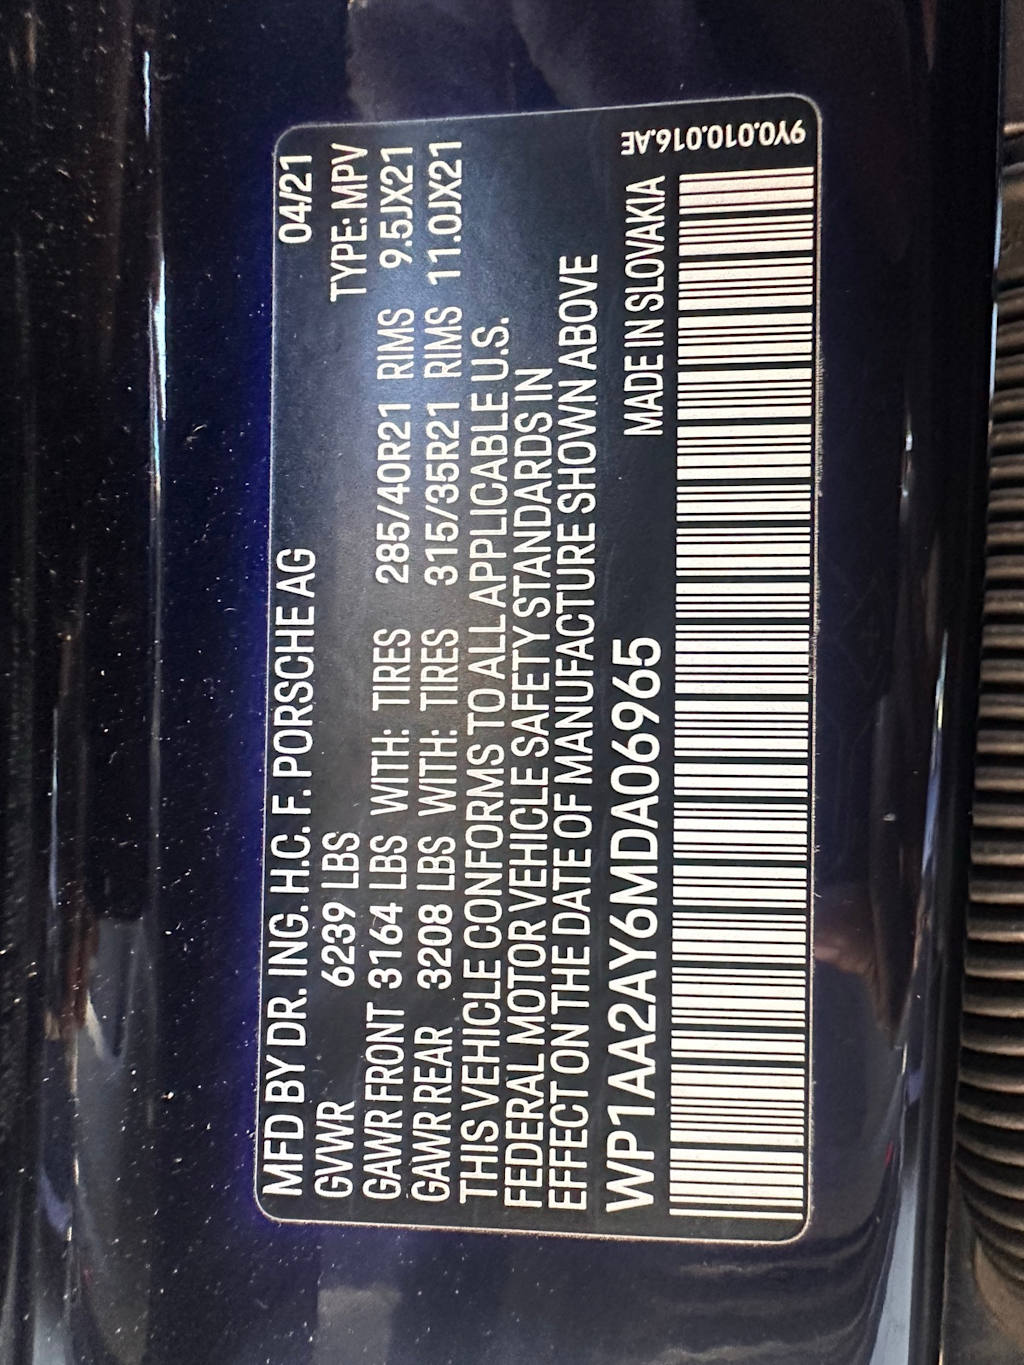 MFD BY DR. ING. H.C. F. PORSCHE AG 04/21
GVWR 6239 LBS TYPE: MPV
GAWR FRONT 3164 LBS WITH: TIRES 285/40R21 RIMS 9.5JX21
GAWR REAR 3208 LBS WITH: TIRES 315/35R21 RIMS 11.0JX21
THIS VEHICLE CONFORMS TO ALL APPLICABLE U.S.
FEDERAL MOTOR VEHICLE SAFETY STANDARDS IN
EFFECT ON THE DATE OF MANUFACTURE SHOWN ABOVE
WP1AA2AY6MDA06965 MADE IN SLOVAKIA
9Y0.010.016.AE